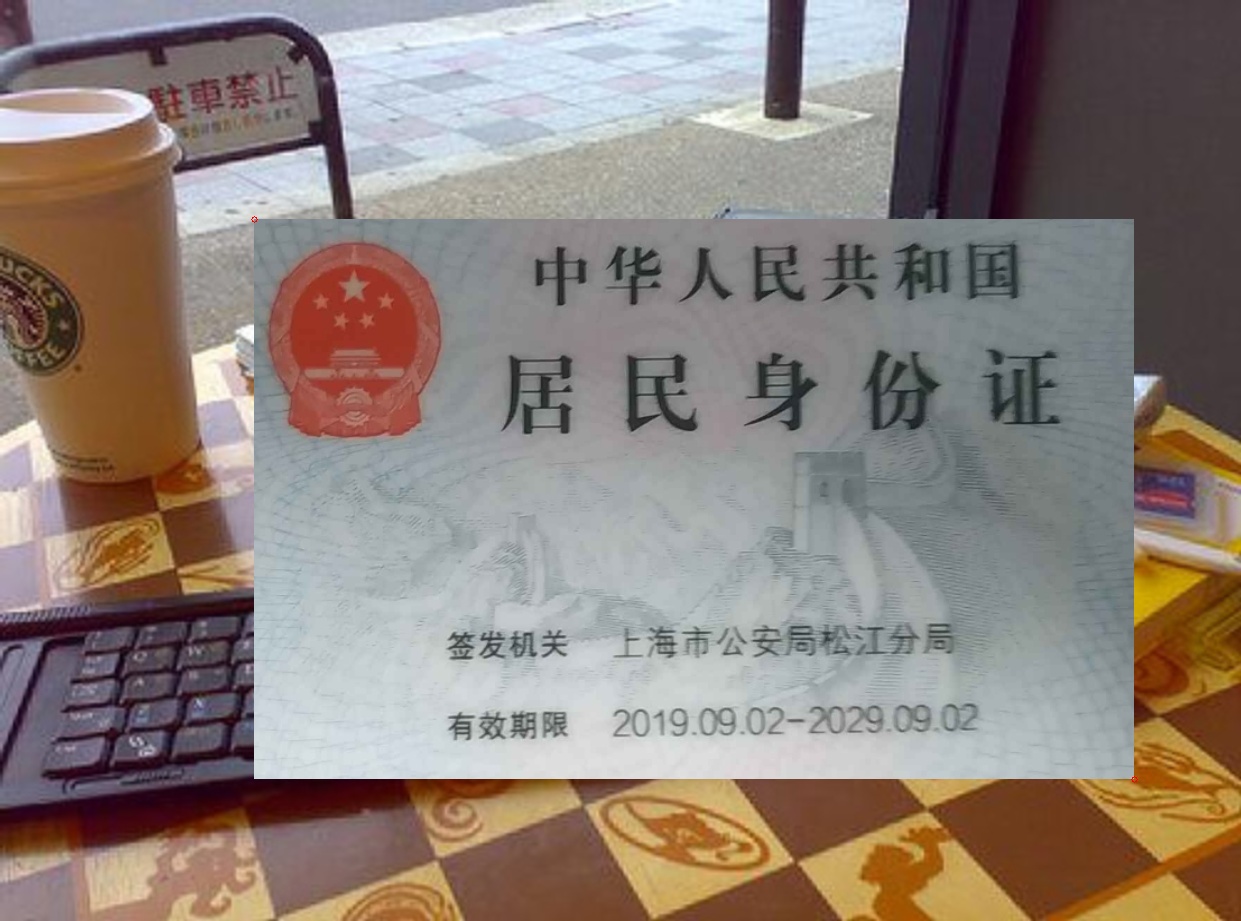 駐車禁止
中华人民共和国
居民身份证
签发机关 上海市公安局松江分局
有效期限 2019.09.02-2029.09.02